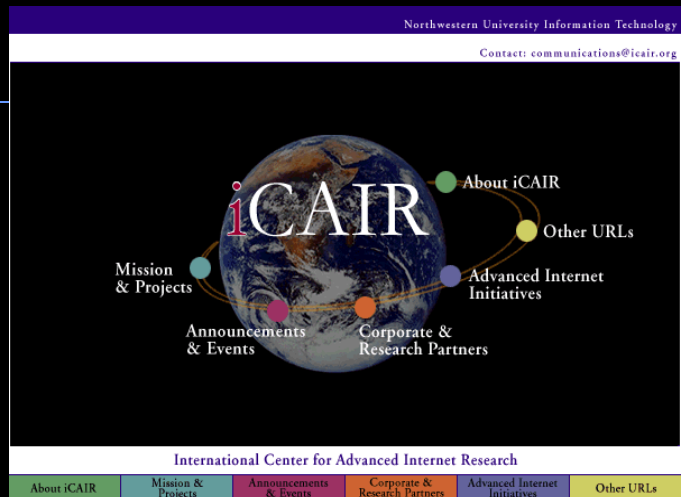 Northwestern University Information Technology
Contact: communications@icair.org
iCAIR
About iCAIR
Other URLs
Mission
& Projects
Advanced Internet
Initiatives
Announcements
& Events
Corporate &
Research Partners
International Center for Advanced Internet Research
About iCAIR
Mission &
Projects
Announcements
& Events
Corporate &
Research Partners
Advanced Internet
Initiatives
Other URLs